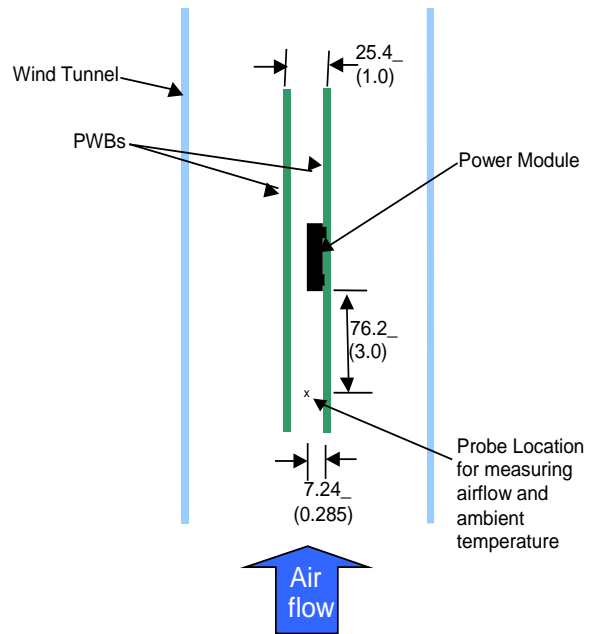 25.4_
(1.0)
Wind Tunnel
PWBs
Power Module
76.2_
(3.0)
x
Probe Location
for measuring
airflow and
ambient
temperature
7.24_
(0.285)
Air
flow